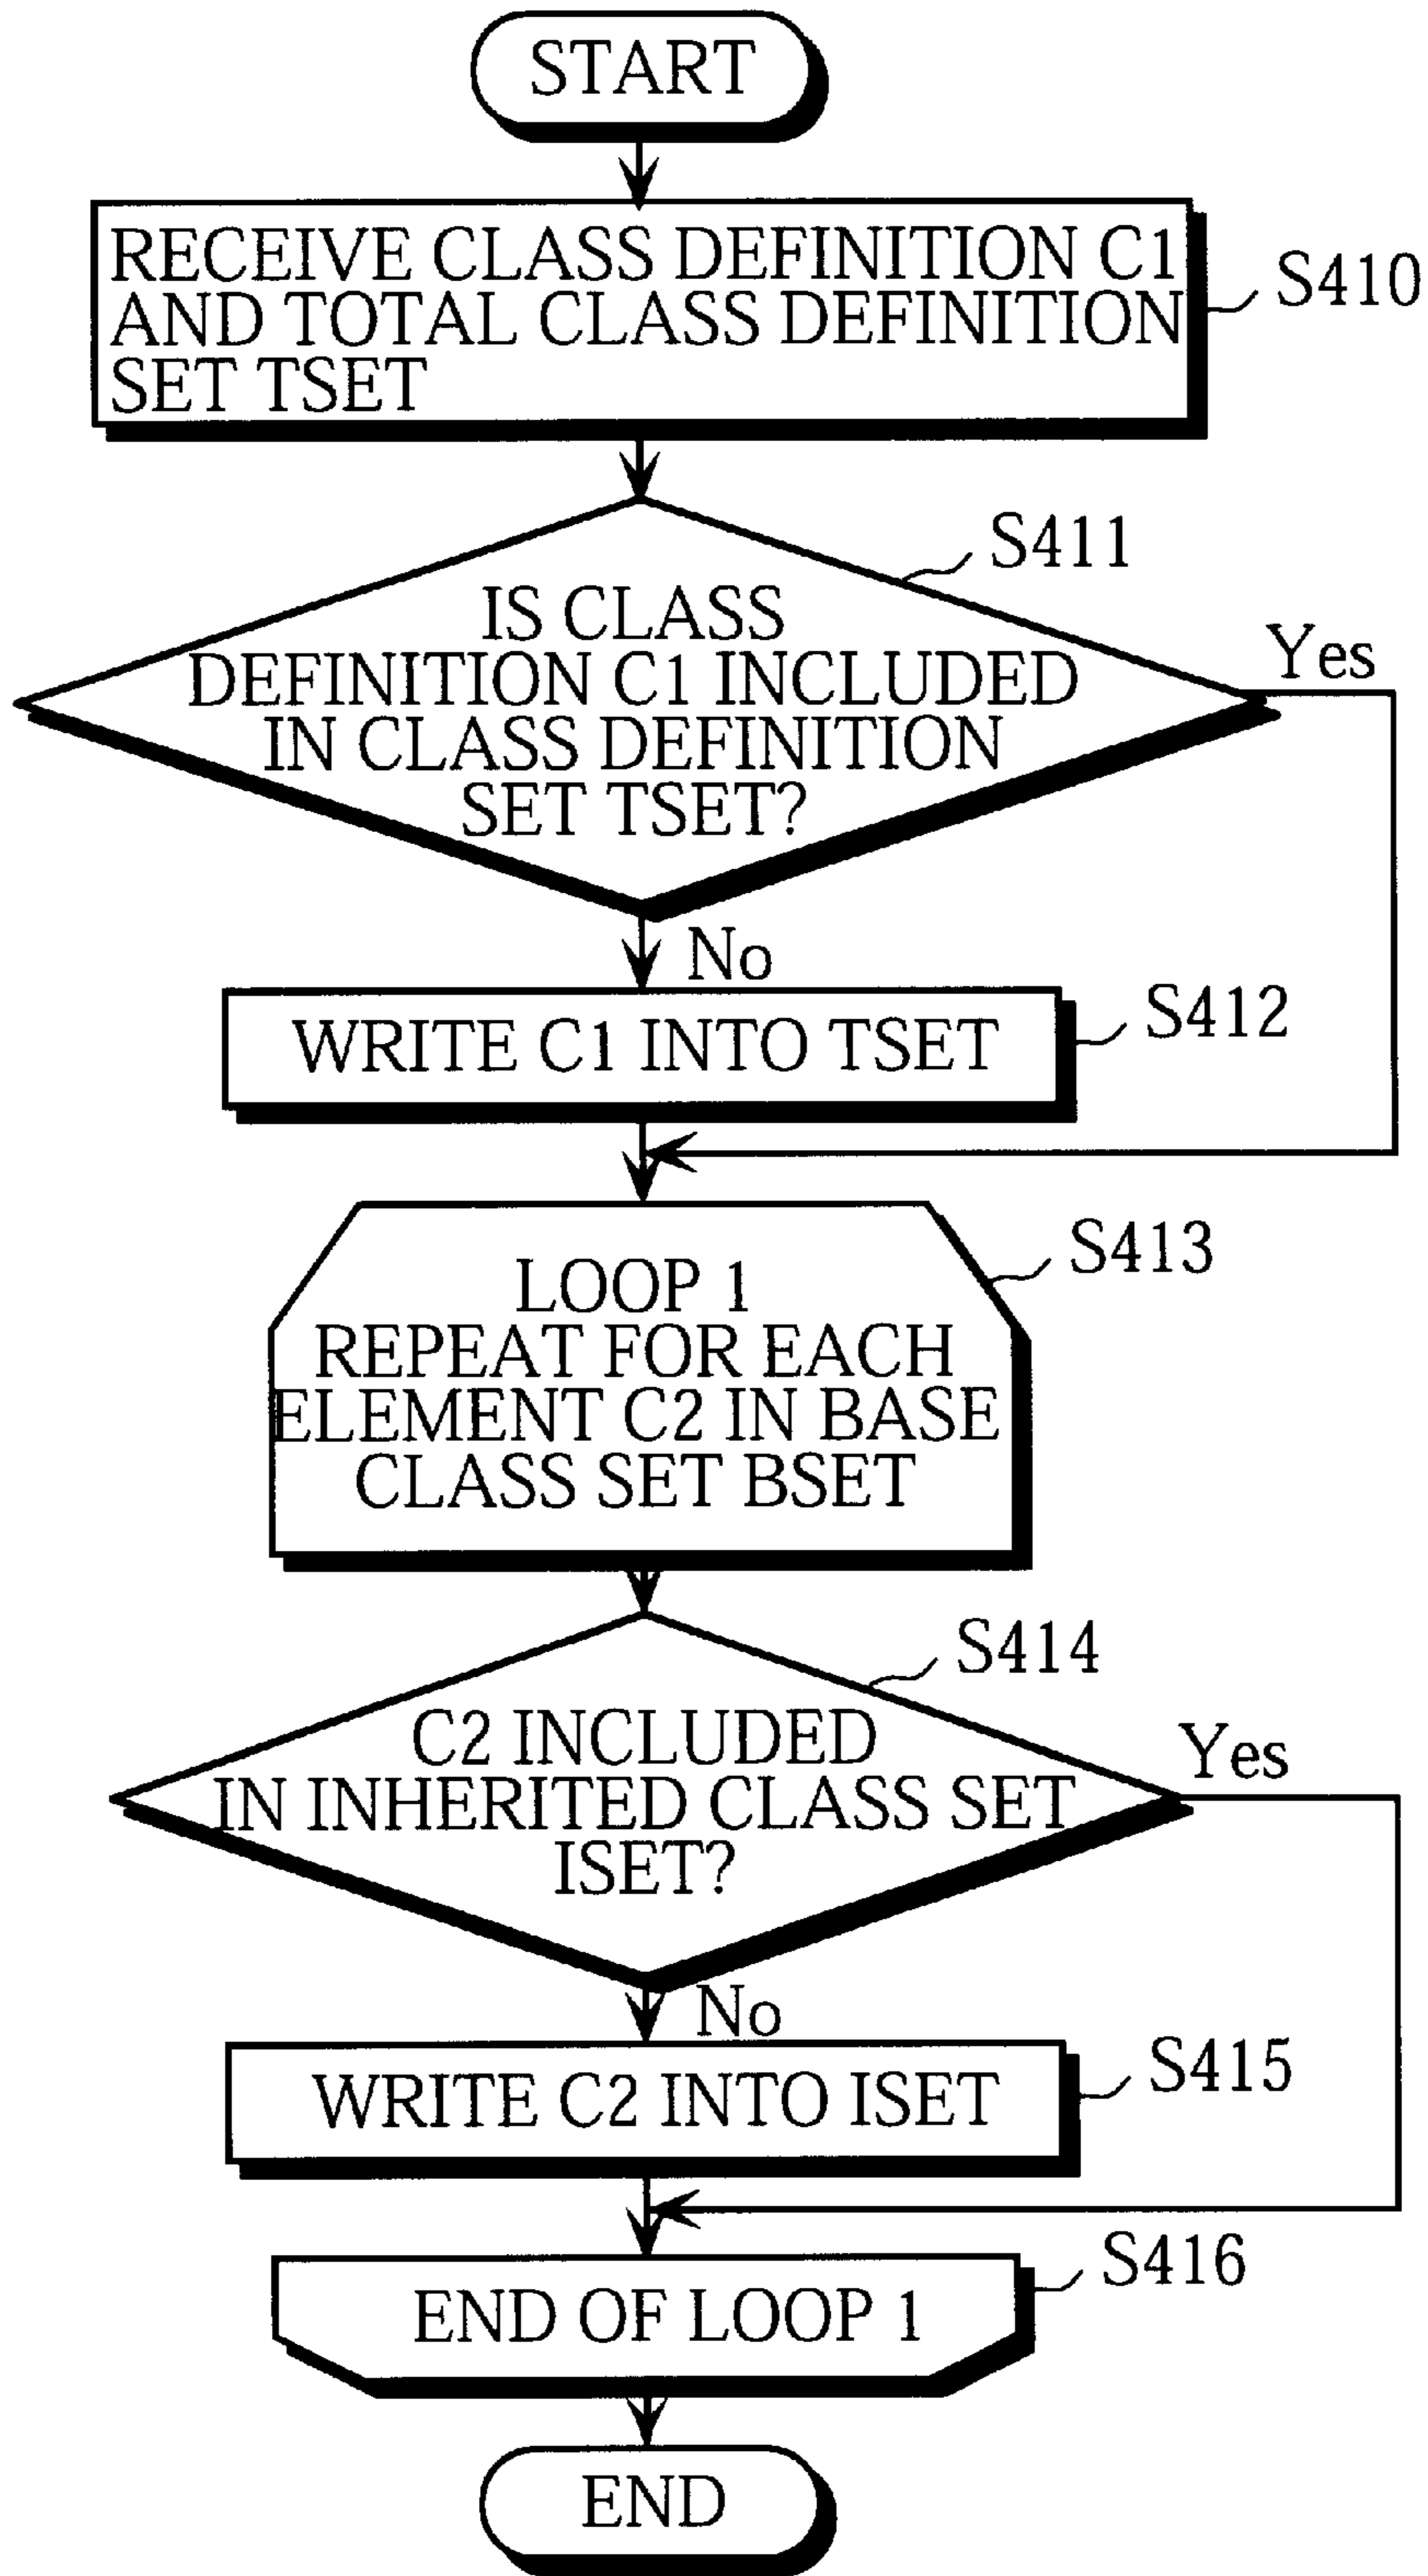 START
RECEIVE CLASS DEFINITION C1
AND TOTAL CLASS DEFINITION
SET TSET
S410
S411
IS CLASS
DEFINITION C1 INCLUDED
IN CLASS DEFINITION
SET TSET?
Yes
No
S412
WRITE C1 INTO TSET
S413
LOOP 1
REPEAT FOR EACH
ELEMENT C2 IN BASE
CLASS SET BSET
S414
C2 INCLUDED
IN INHERITED CLASS SET
ISET?
Yes
No
S415
WRITE C2 INTO ISET
S416
END OF LOOP 1
END